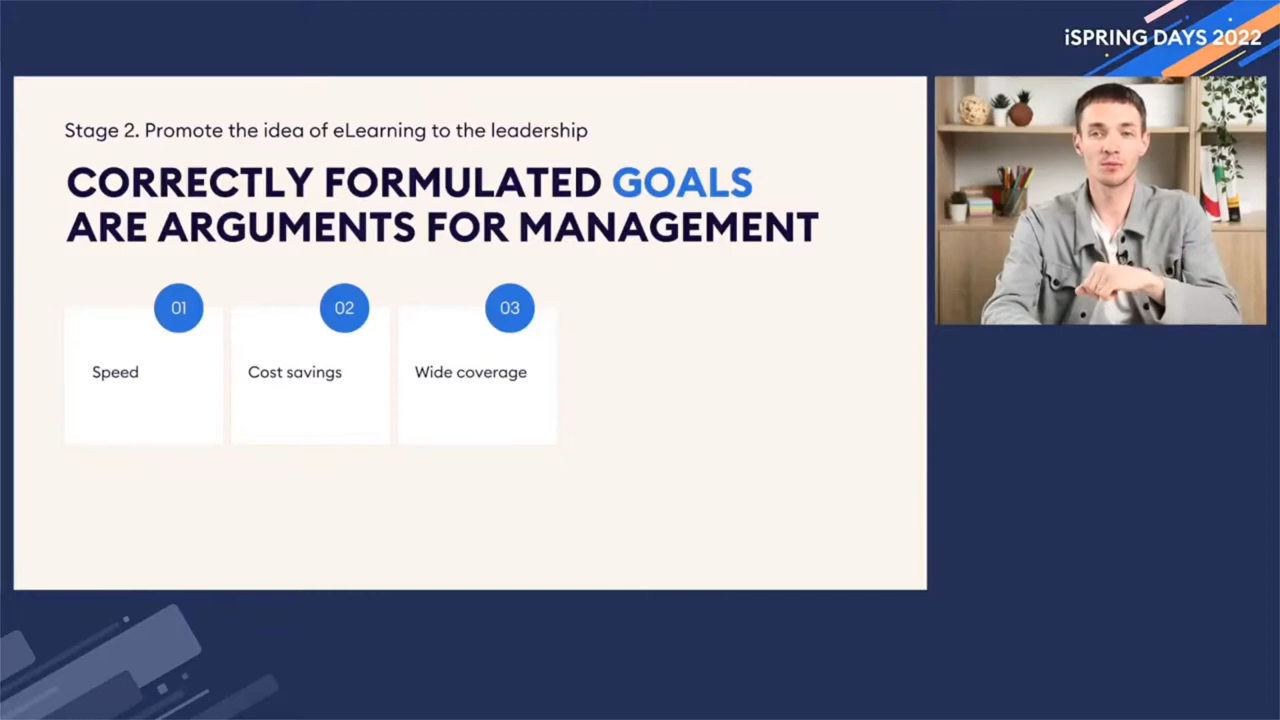 iSPRING DAYS 2022
Stage 2. Promote the idea of eLearning to the leadership
CORRECTLY FORMULATED GOALS
ARE ARGUMENTS FOR MANAGEMENT
01
Speed
02
Cost savings
03
Wide coverage